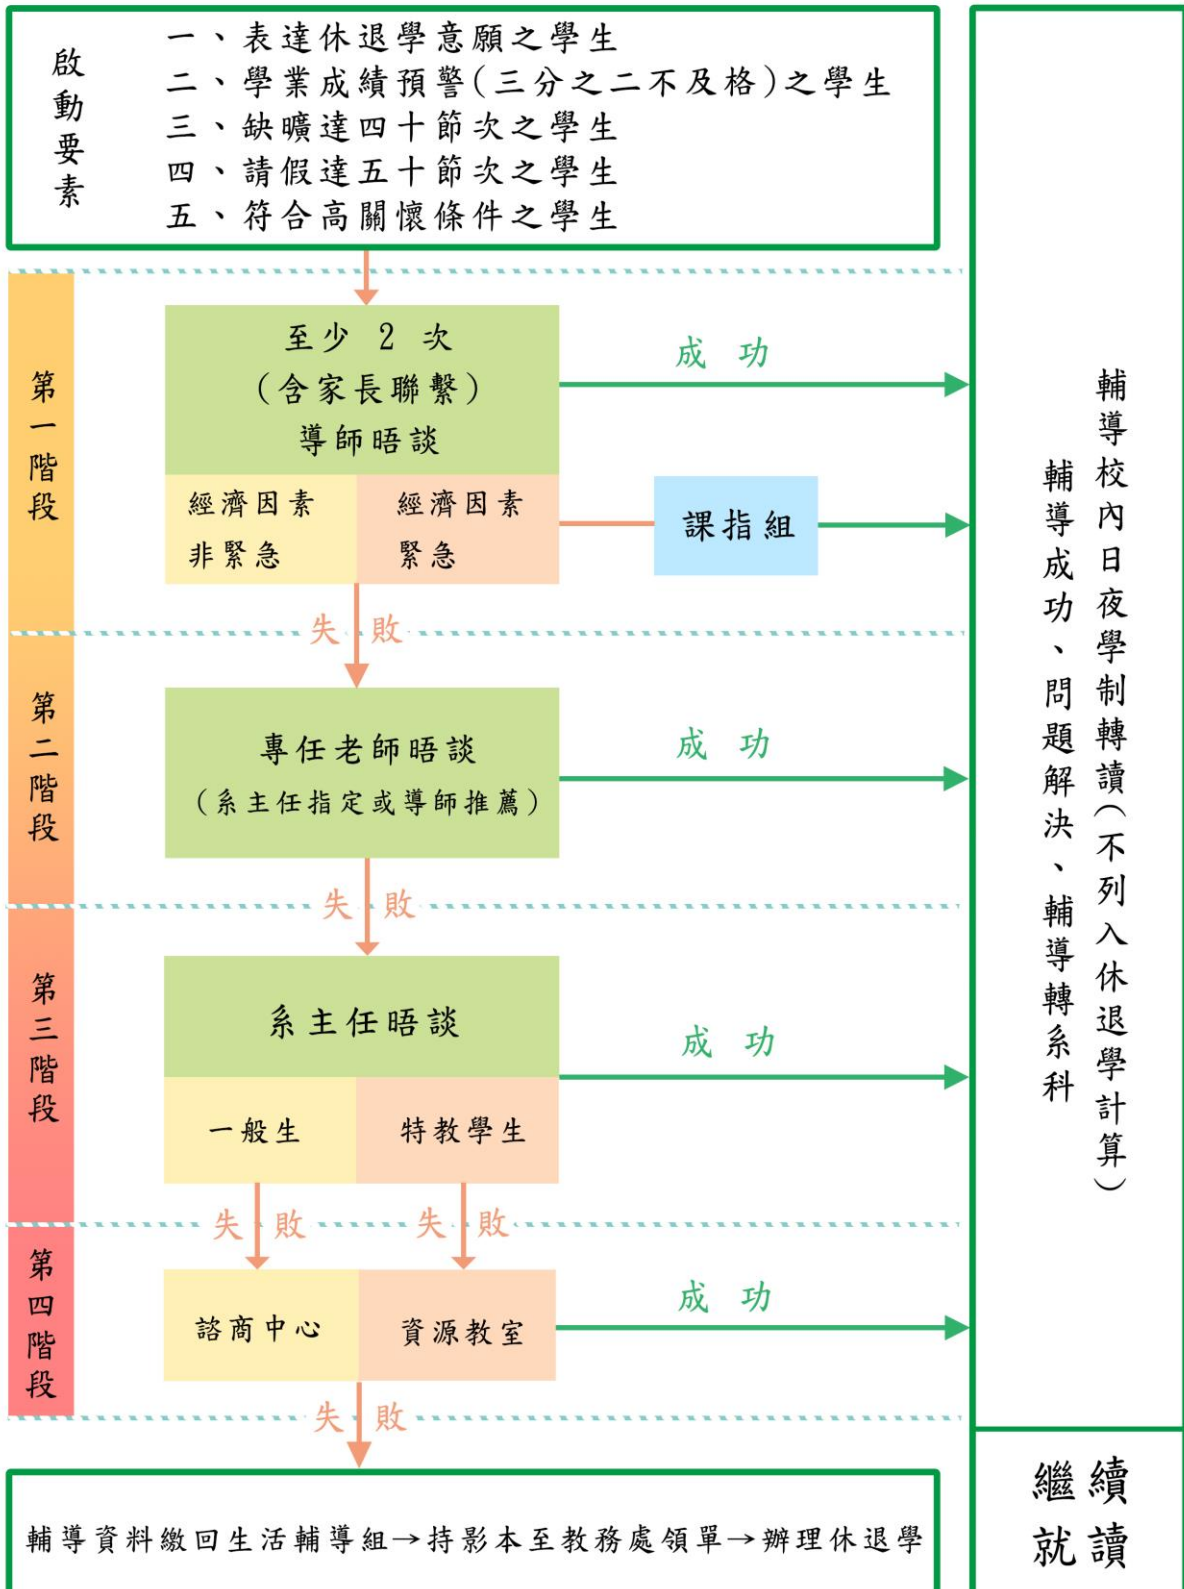 啟動要素
一、表達休退學意願之學生
二、學業成績預警(三分之二不及格)之學生
三、缺曠達四十節次之學生
四、請假達五十節次之學生
五、符合高關懷條件之學生
第一階段
至少 2 次
(含家長聯繫)
導師晤談
成功
經濟因素
非緊急
經濟因素
緊急
課指組
失敗
第二階段
專任老師晤談
(系主任指定或導師推薦)
成功
失敗
第三階段
系主任晤談
成功
一般生
特教學生
失敗
失敗
第四階段
諮商中心
資源教室
成功
失敗
輔導資料繳回生活輔導組→持影本至教務處領單→辦理休退學
輔導校內日夜學制轉讀(不列入休退學計算)
輔導成功、問題解決、輔導轉系科
繼續
就讀